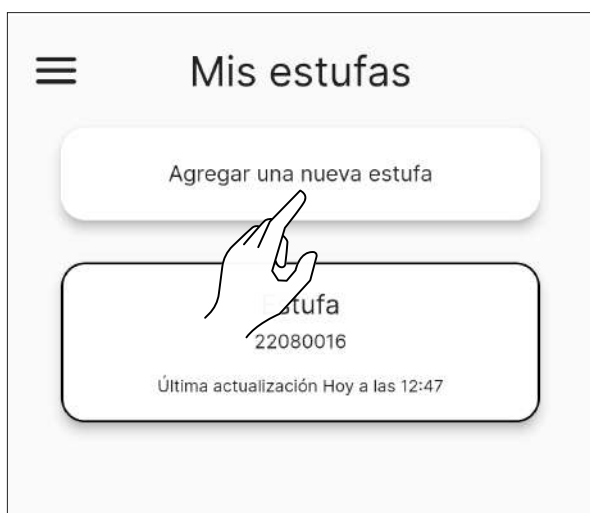 Mis estufas
Agregar una nueva estufa
Estufa
22080016
Última actualización Hoy a las 12:47